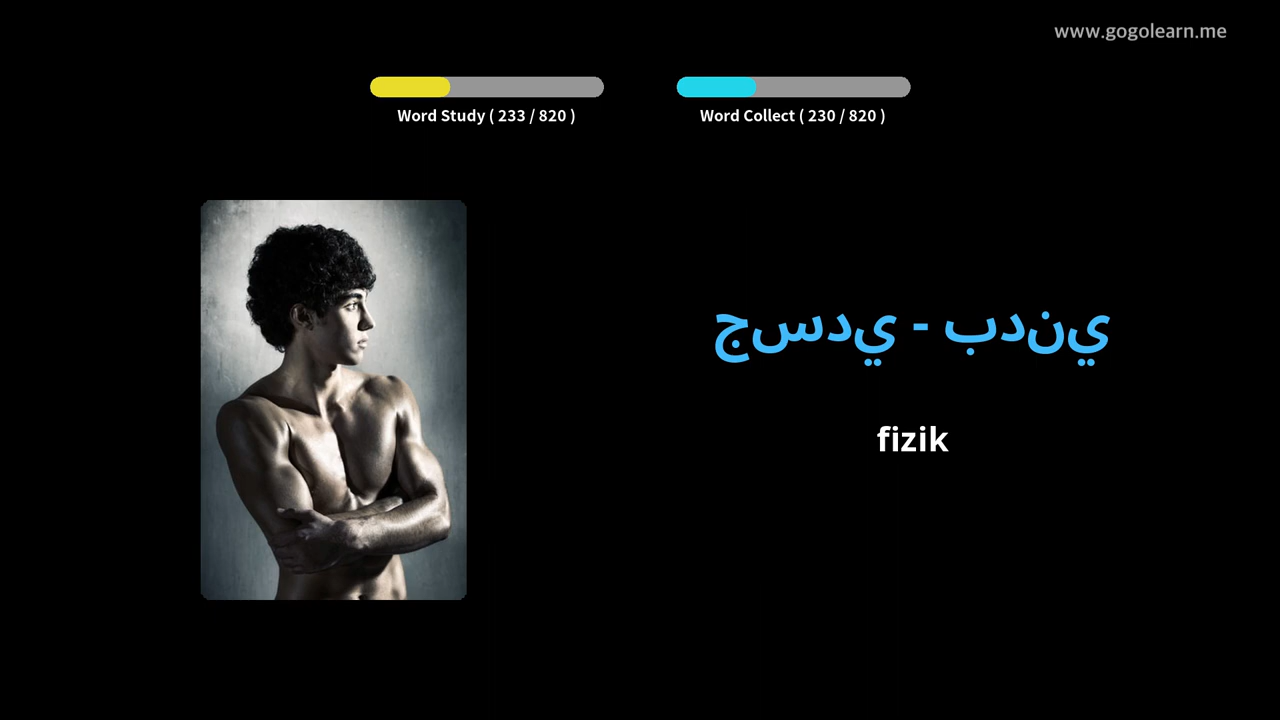 www.gogolearn.me
Word Study ( 233 / 820 )
Word Collect ( 230 / 820 )
جسدي - بدني
fizik